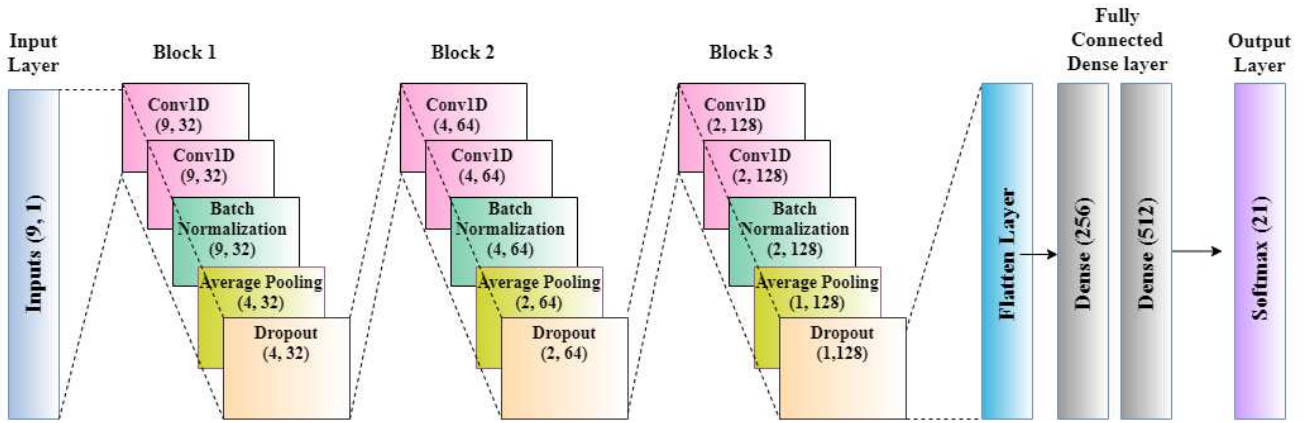 Input
Layer
Inputs (9, 1)
Block 1
Conv1D
(9, 32)
Conv1D
(9, 32)
Batch
Normalization
(9, 32)
Average Pooling
(4, 32)
Dropout
(4, 32)
Block 2
Conv1D
(4, 64)
Conv1D
(4, 64)
Batch
Normalization
(4, 64)
Average Pooling
(2, 64)
Dropout
(2, 64)
Block 3
Conv1D
(2, 128)
Conv1D
(2, 128)
Batch
Normalization
(2, 128)
Average Pooling
(1, 128)
Dropout
(1,128)
Flatten Layer
Fully
Connected
Dense layer
Dense (256)
Dense (512)
Output
Layer
Softmax (21)